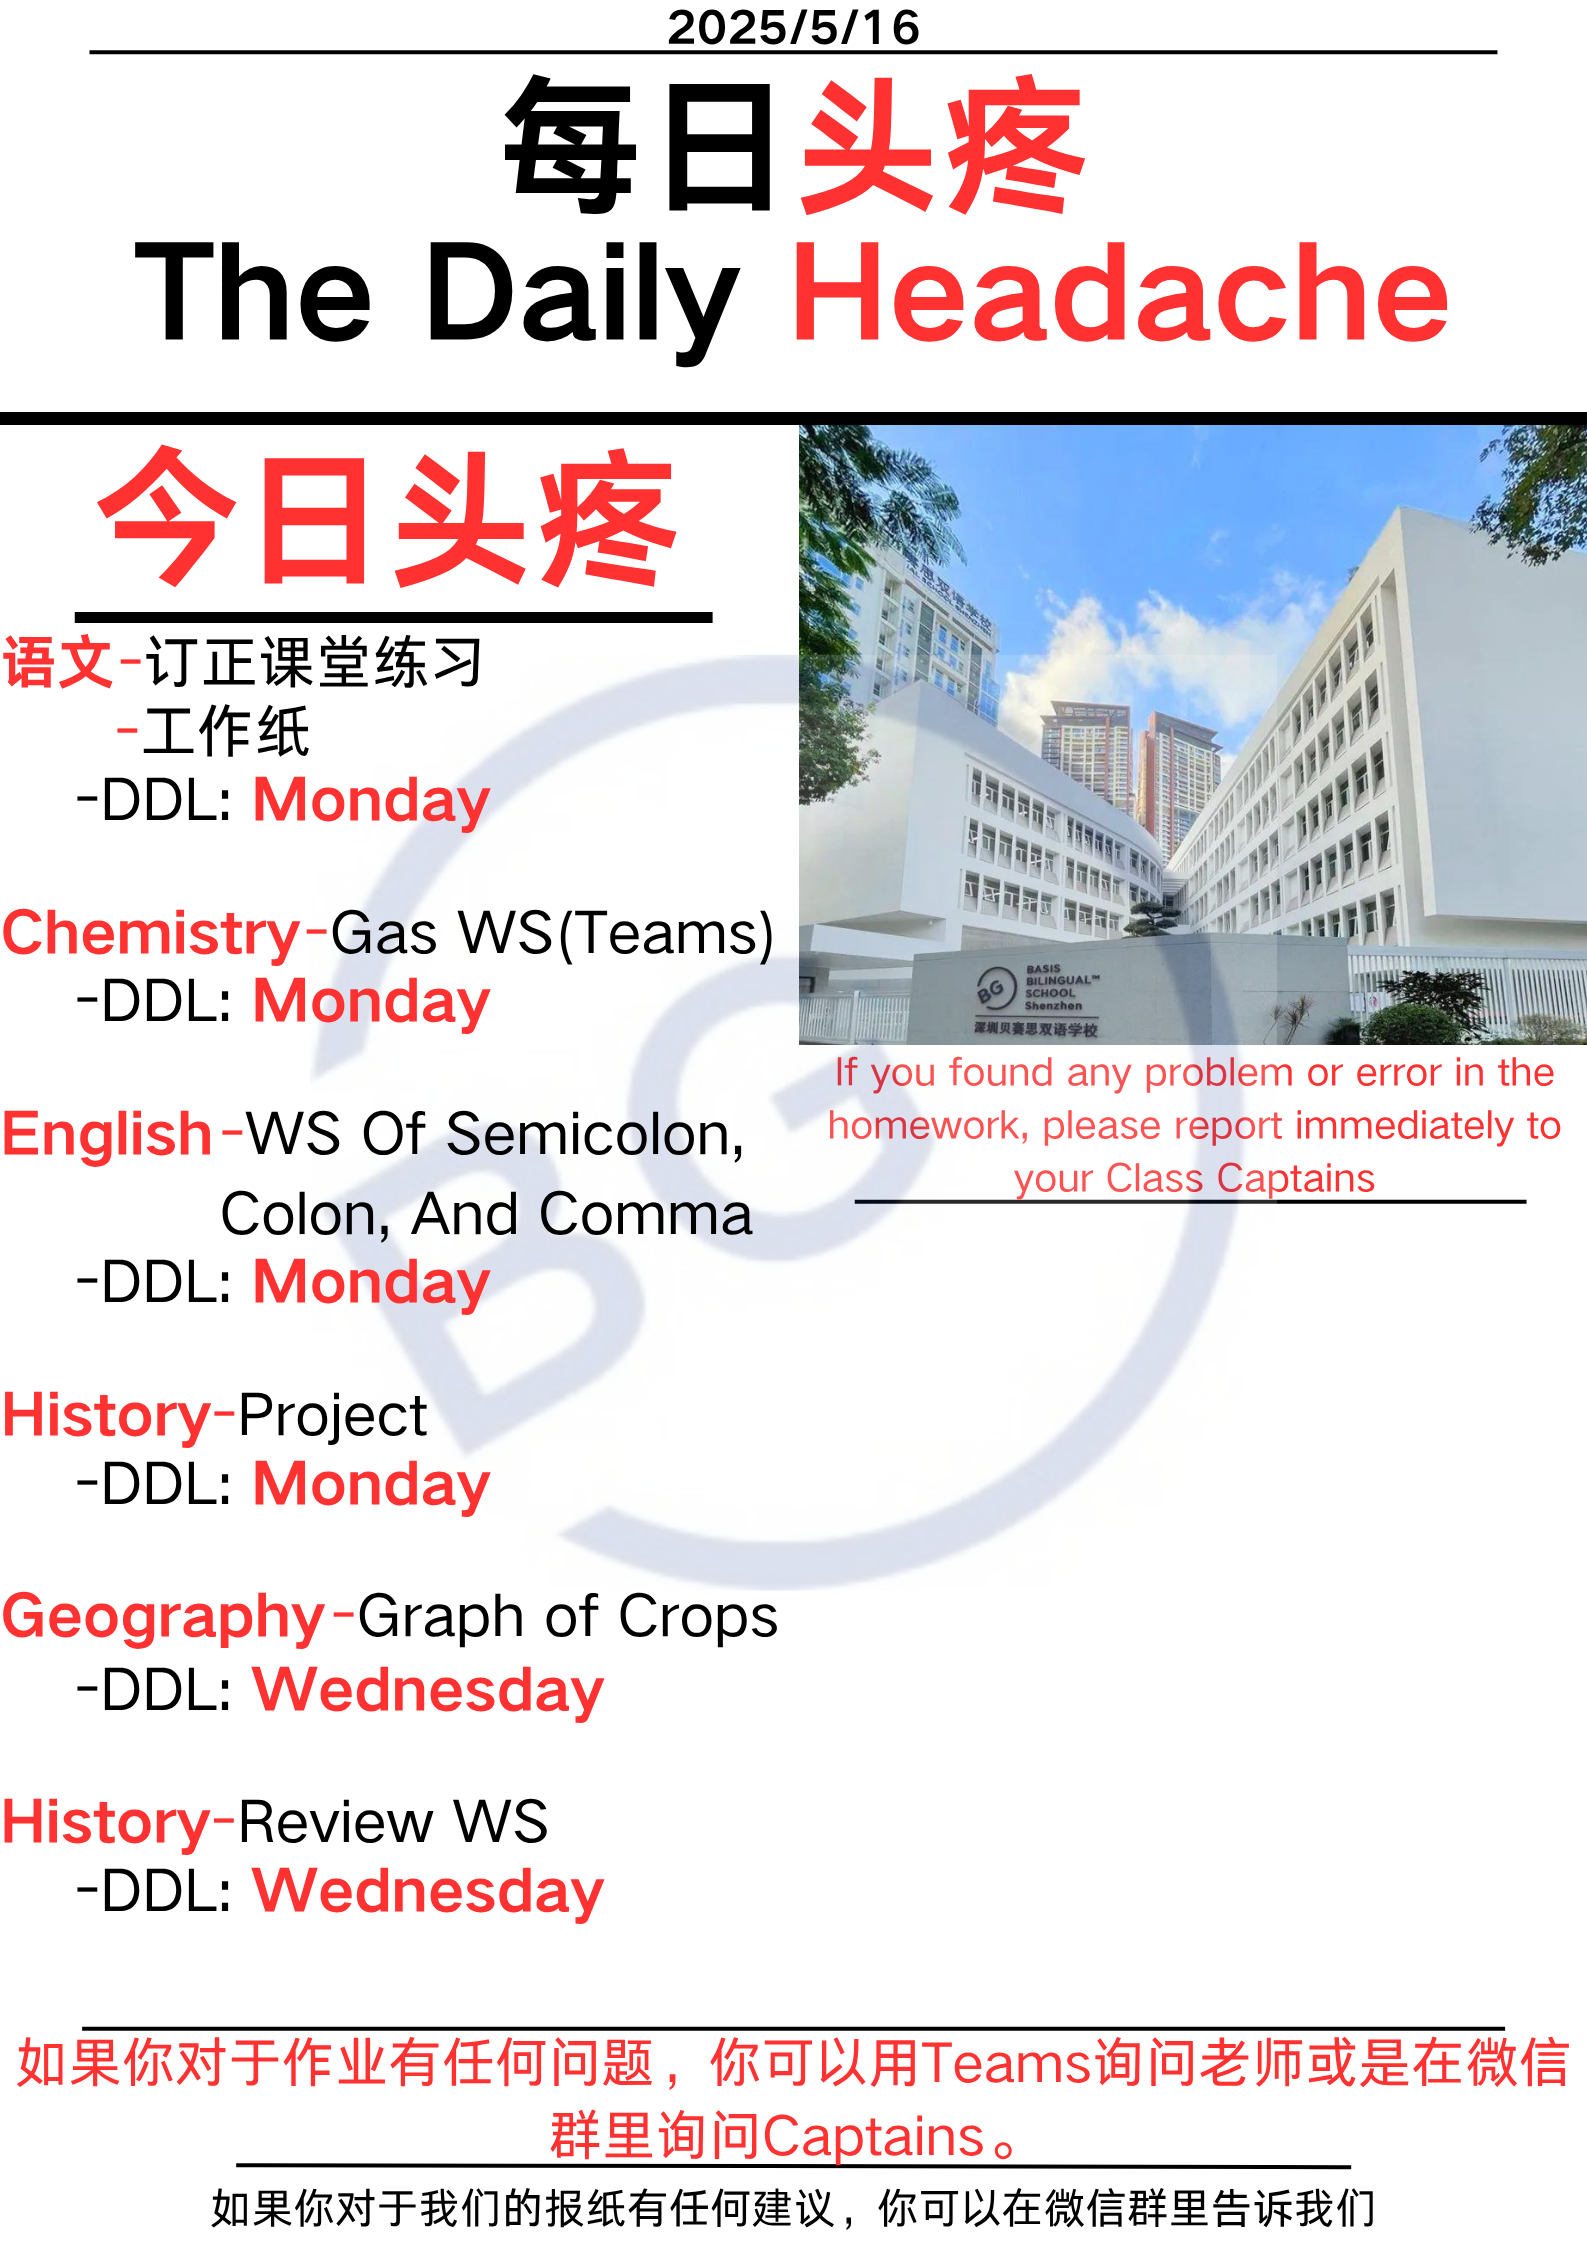 2025/5/16
每日头疼
The Daily Headache
今日头疼
语文-订正课堂练习
-工作纸
-DDL: Monday
Chemistry-Gas WS(Teams)
-DDL: Monday
English-WS Of Semicolon,
Colon, And Comma
-DDL: Monday
History-Project
-DDL: Monday
Geography-Graph of Crops
-DDL: Wednesday
History-Review WS
-DDL: Wednesday
赛思双语学校
BG
BASIS
BILINGUAL™
SCHOOL
Shenzhen
深圳贝赛思双语学校
If you found any problem or error in the
homework, please report immediately to
your Class Captains
BG
如果你对于作业有任何问题，你可以用Teams询问老师或是在微信
群里询问Captains。
如果你对于我们的报纸有任何建议，你可以在微信群里告诉我们